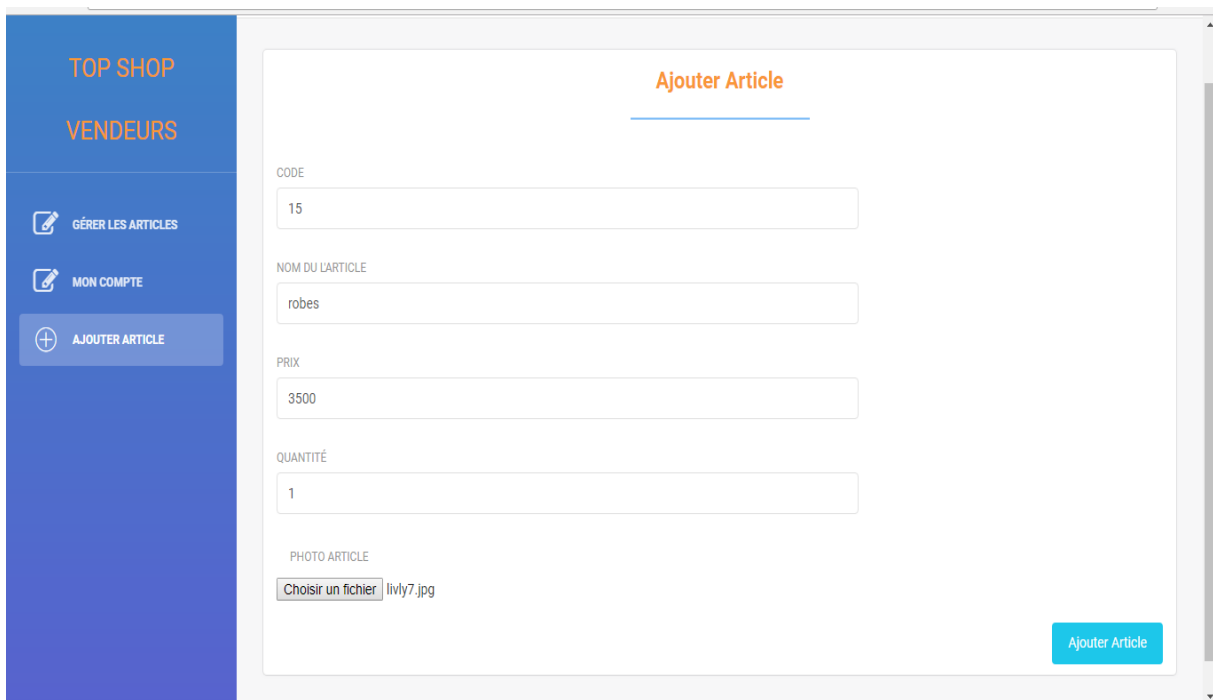 TOP SHOP
VENDEURS
GÉRER LES ARTICLES
MON COMPTE
AJOUTER ARTICLE
Ajouter Article
CODE
15
NOM DU L'ARTICLE
robes
PRIX
3500
QUANTITÉ
1
PHOTO ARTICLE
Choisir un fichier livly7.jpg
Ajouter Article